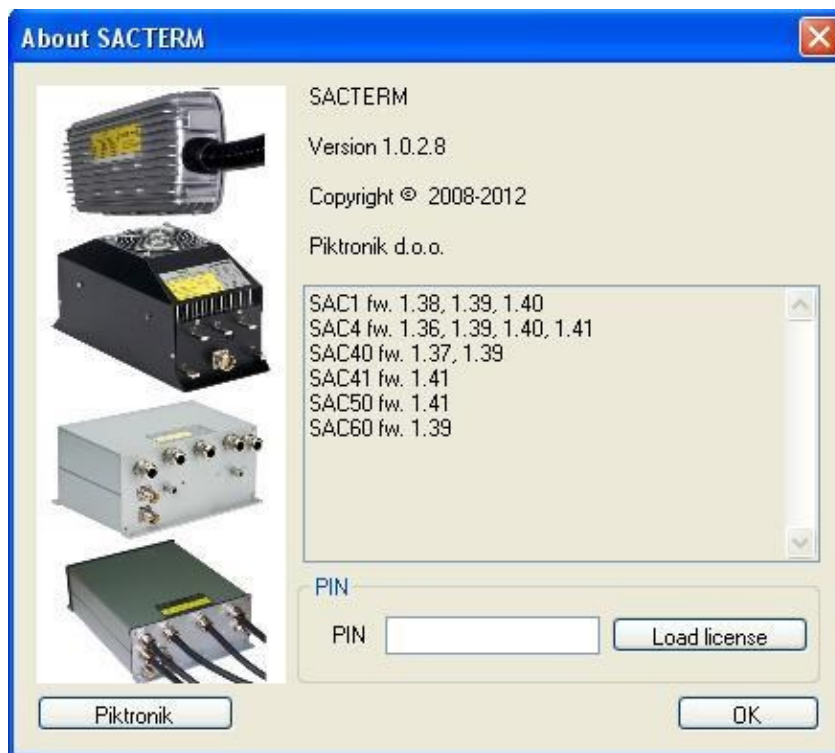 About SACTERM
SACTERM
Version 1.0.2.8
Copyright © 2008-2012
Piktronik d.o.o.
SAC1 fw. 1.38, 1.39, 1.40
SAC4 fw. 1.36, 1.39, 1.40, 1.41
SAC40 fw. 1.37, 1.39
SAC41 fw. 1.41
SAC50 fw. 1.41
SAC60 fw. 1.39
PIN
PIN
Load license
Piktronik
OK